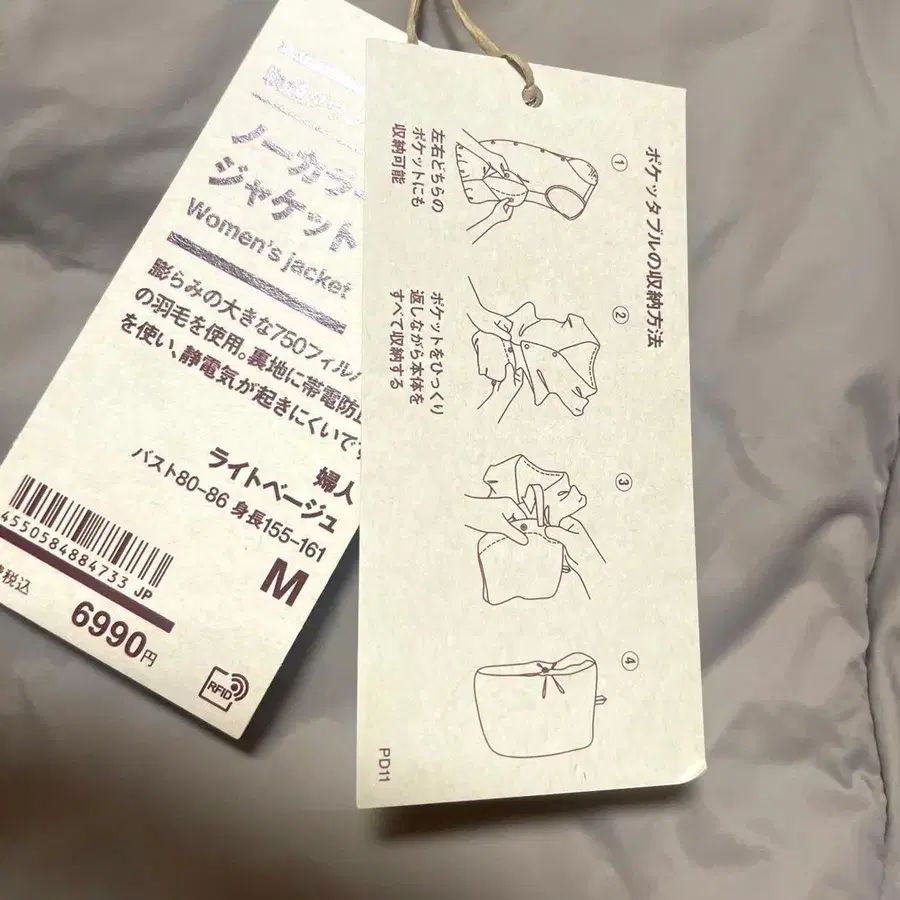 ノーカラー
ジャケット
Women's jacket
膨らみの大きな750フィル
の羽毛を使用。裏地に帯電防止
を使い、静電気が起きにくいで
婦人
ライトベージュ
バスト80-86 身長155-161
M
4550584884733 JP
税込
6990円
RFID
ポケッタブルの収納方法
①
左右どちらの
ポケットにも
収納可能
②
ポケットをひっくり
返しながら本体を
すべて収納する
③
④
PD11